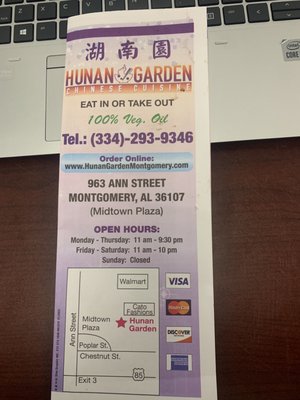 湖南園
HUNAN GARDEN
CHINESE CUISINE
EAT IN OR TAKE OUT
100% Veg. Oil
Tel.: (334)-293-9346
Order Online:
www.HunanGardenMontgomery.com
963 ANN STREET
MONTGOMERY, AL 36107
(Midtown Plaza)
OPEN HOURS:
Monday - Thursday: 11 am - 9:30 pm
Friday - Saturday: 11 am - 10 pm
Sunday: Closed
Walmart
Cato
Fashions
Midtown
Plaza
Hunan
Garden
Ann Street
Poplar St.
Chestnut St.
Exit 3
85
VISA
MasterCard
DISCOVER